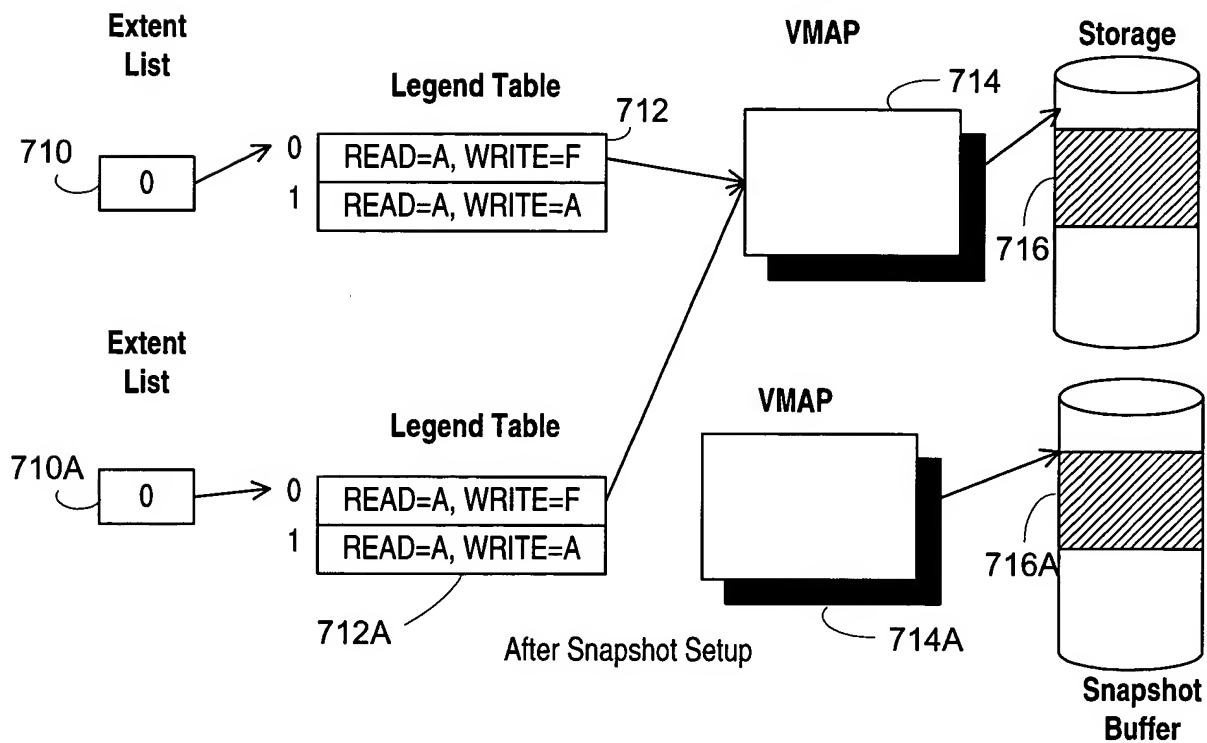 Extent
List
VMAP
Storage
Legend Table
712
714
710
0
0
READ=A, WRITE=F
1
READ=A, WRITE=A
716
Extent
List
VMAP
Legend Table
710A
0
0
READ=A, WRITE=F
1
READ=A, WRITE=A
716A
712A
After Snapshot Setup
714A
Snapshot
Buffer